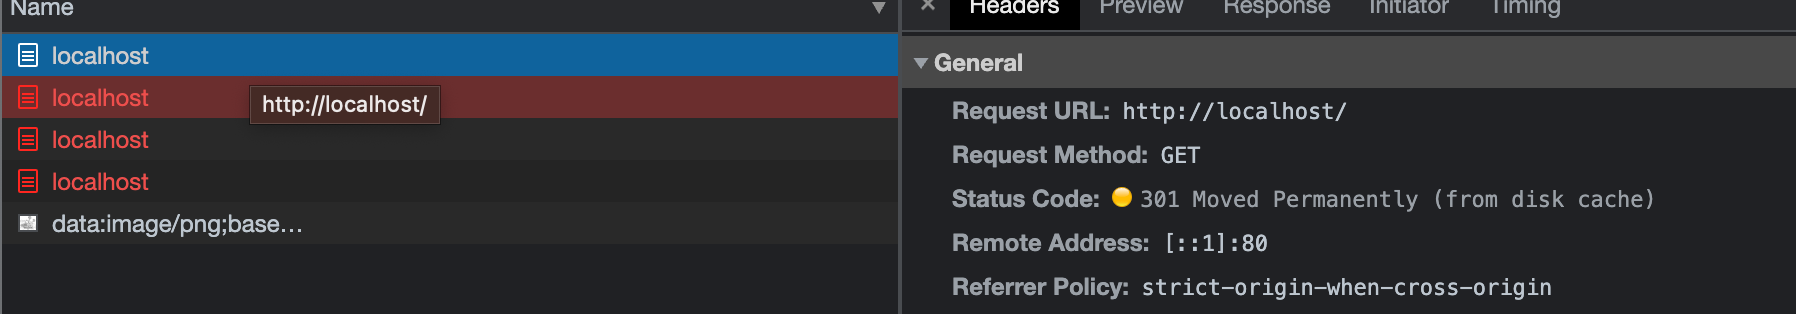 Name
localhost
localhost
http://localhost/
localhost
localhost
data:image/png;base…
Headers Preview Response Initiator Timing
General
Request URL: http://localhost/
Request Method: GET
Status Code: 301 Moved Permanently (from disk cache)
Remote Address: [::1]:80
Referrer Policy: strict-origin-when-cross-origin